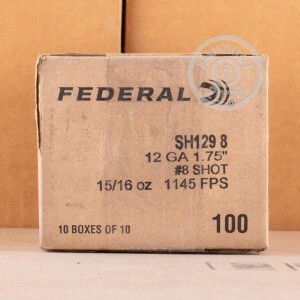 FEDERAL
SH129 8
12 GA 1.75"
#8 SHOT
15/16 oz 1145 FPS
10 BOXES OF 10 100